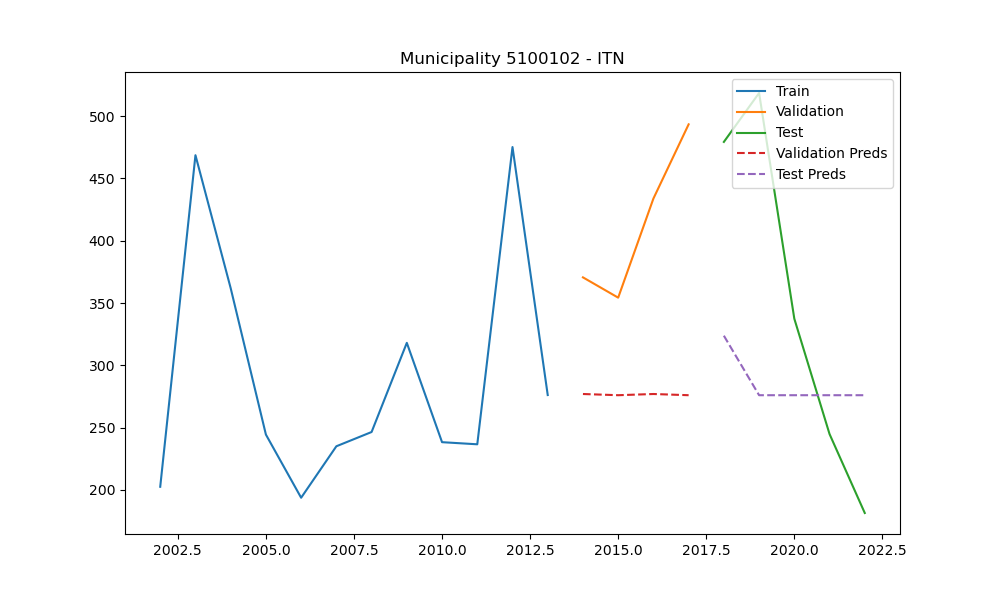 Municipality 5100102 - ITN
Train
Validation
Test
Validation Preds
Test Preds
500
450
400
350
300
250
200
2002.5 2005.0 2007.5 2010.0 2012.5 2015.0 2017.5 2020.0 2022.5